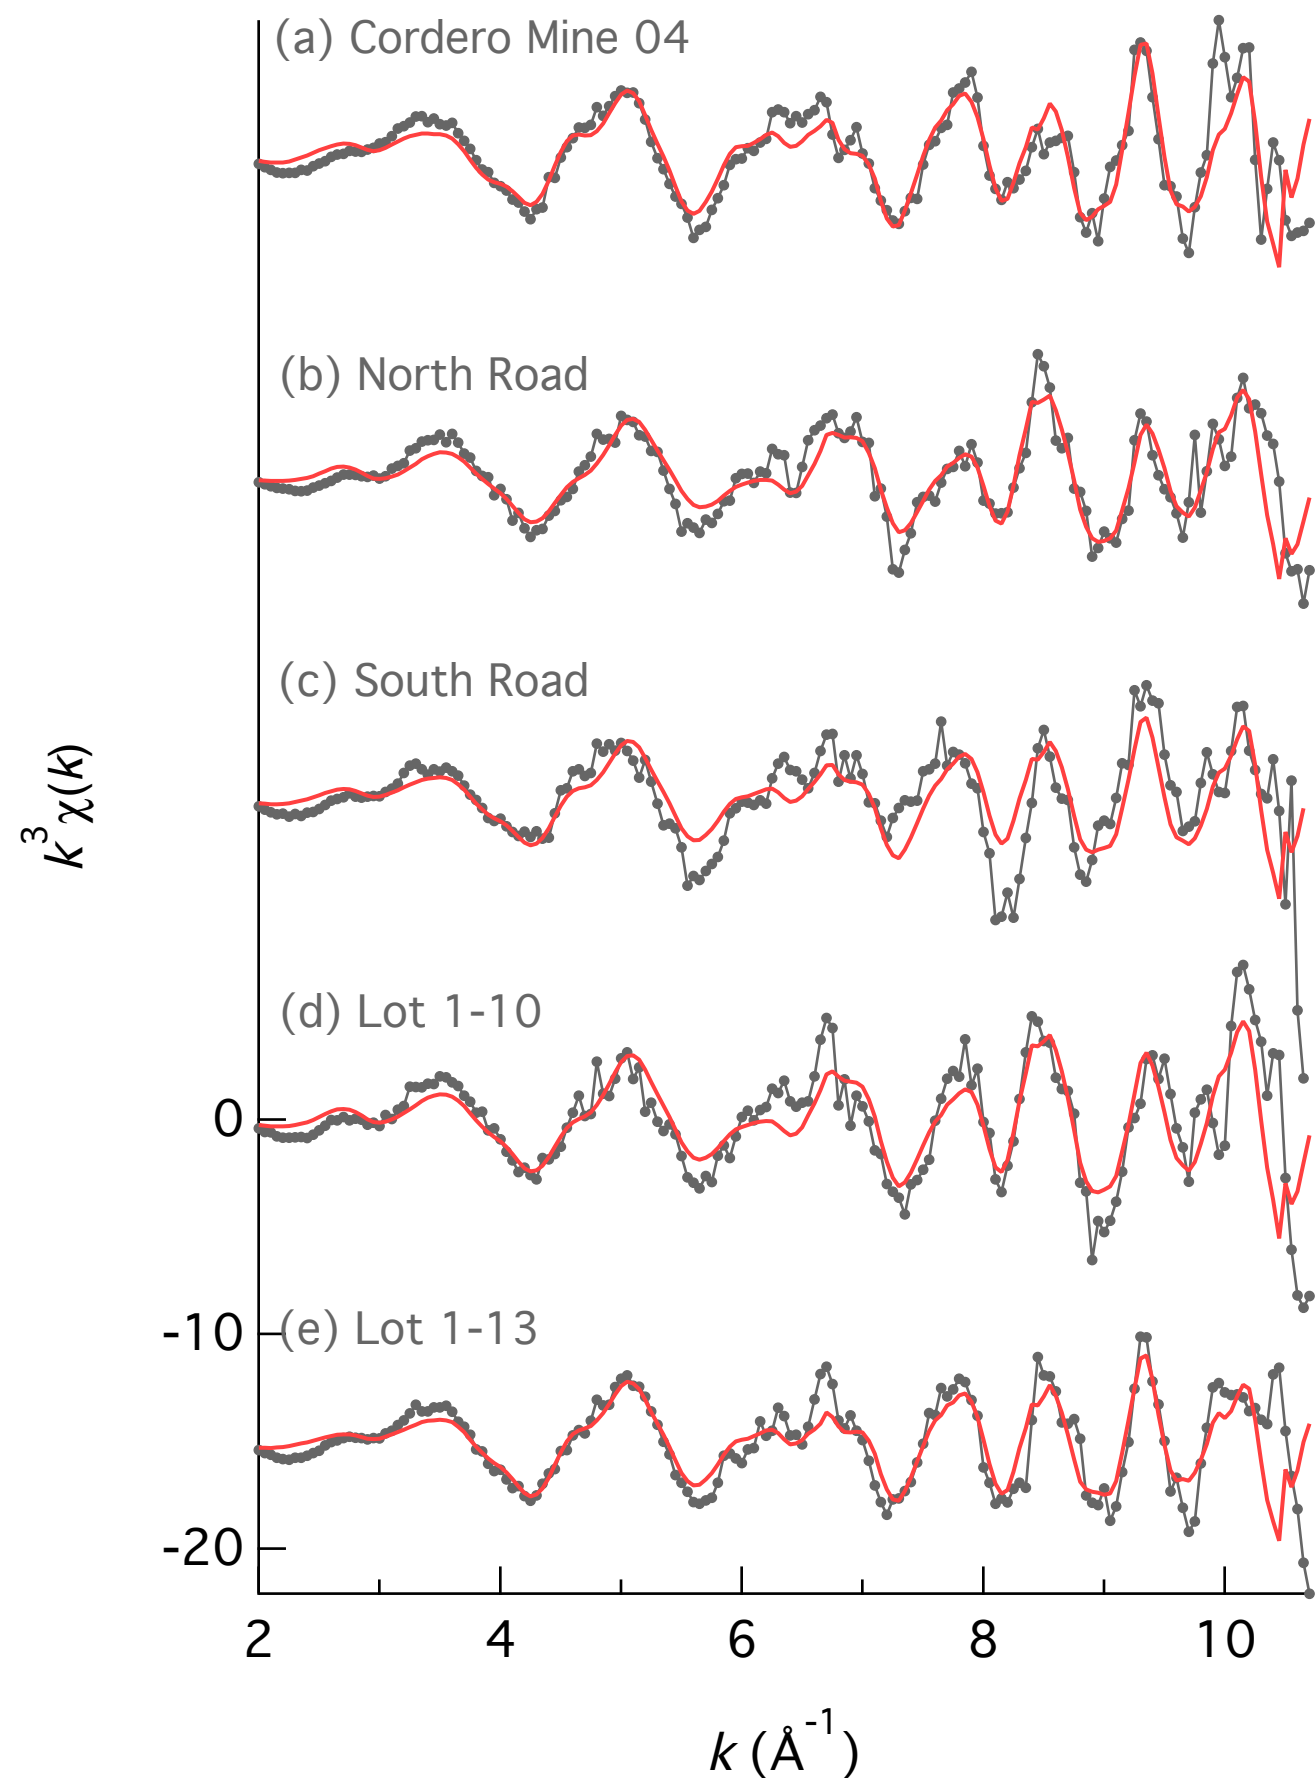 (a) Cordero Mine 04
(b) North Road
(c) South Road
k³ χ(k)
(d) Lot 1-10
0
-10
(e) Lot 1-13
-20
2 4 6 8 10
k (Å⁻¹)